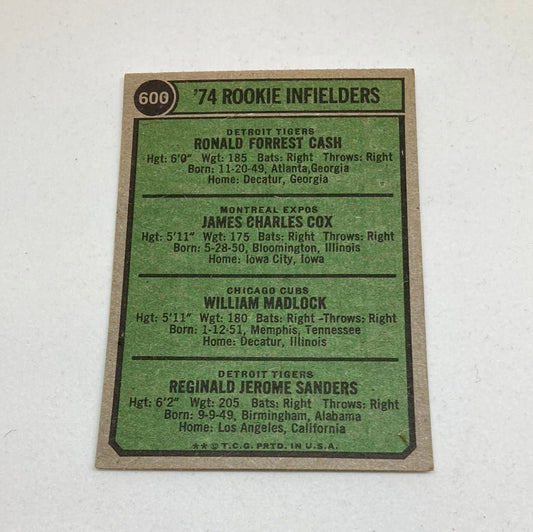 600 '74 ROOKIE INFIELDERS
DETROIT TIGERS
RONALD FORREST CASH
Hgt: 6'0" Wgt: 185 Bats: Right Throws: Right
Born: 11-20-49, Atlanta,Georgia
Home: Decatur, Georgia
MONTREAL EXPOS
JAMES CHARLES COX
Hgt: 5'11" Wgt: 175 Bats: Right Throws: Right
Born: 5-28-50, Bloomington, Illinois
Home: Iowa City, Iowa
CHICAGO CUBS
WILLIAM MADLOCK
Hgt: 5'11" Wgt: 180 Bats: Right Throws: Right
Born: 1-12-51, Memphis, Tennessee
Home: Decatur, Illinois
DETROIT TIGERS
REGINALD JEROME SANDERS
Hgt: 6'2" Wgt: 205 Bats: Right Throws: Right
Born: 9-9-49, Birmingham, Alabama
Home: Los Angeles, California
** © T.C.G. PRTD. IN U.S.A.